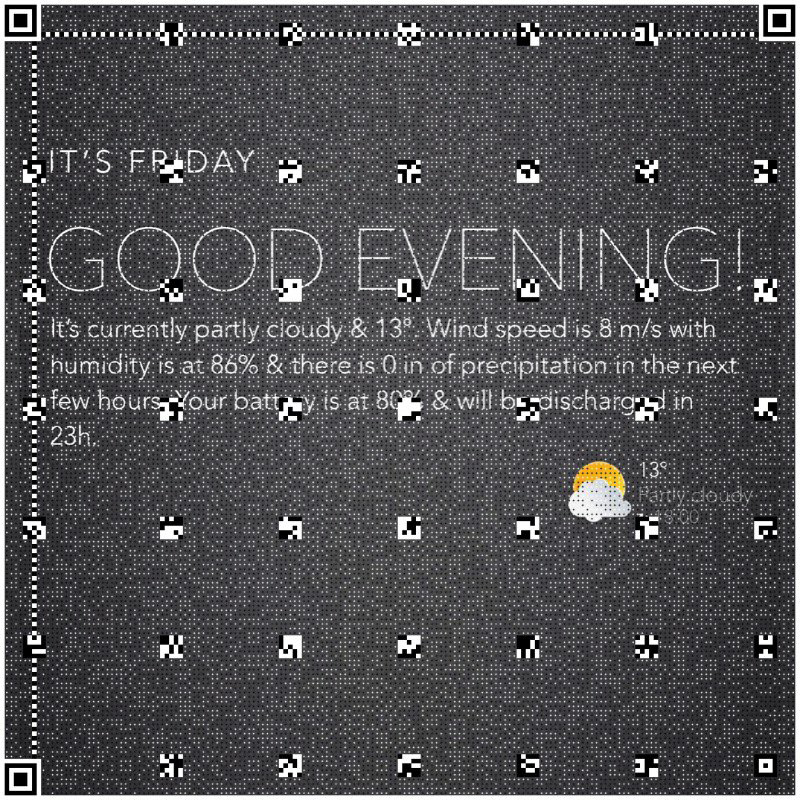 IT'S FRIDAY
GOOD EVENING!
It's currently partly cloudy & 13°. Wind speed is 8 m/s with
humidity is at 86% & there is 0 in of precipitation in the next
few hours. Your battery is at 80% & will be discharged in
23h.
13°
Partly cloudy